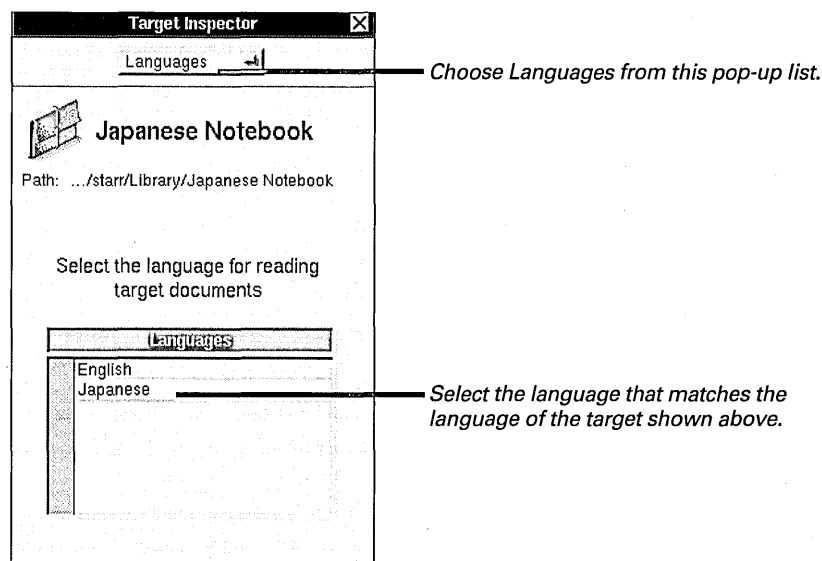 Target Inspector
Languages
Choose Languages from this pop-up list.
Japanese Notebook
Path: .../starr/Library/Japanese Notebook
Select the language for reading
target documents
Languages
English
Japanese
Select the language that matches the
language of the target shown above.